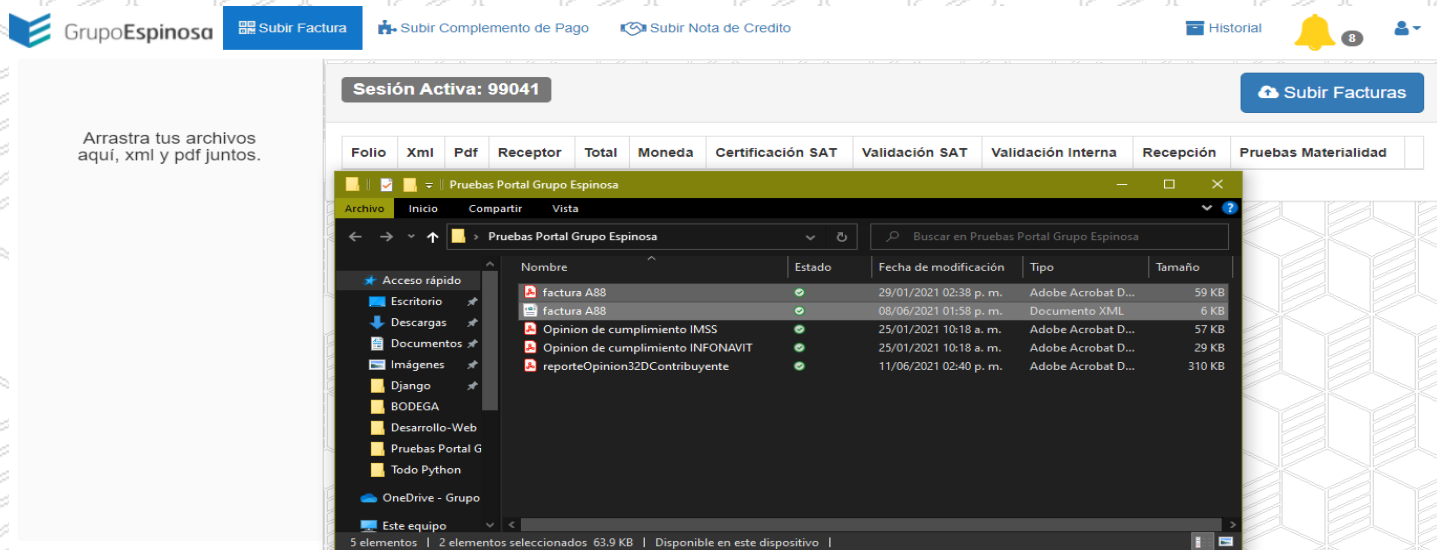 GrupoEspinosa Subir Factura Subir Complemento de Pago Subir Nota de Credito Historial 8
Sesión Activa: 99041 Subir Facturas
Arrastra tus archivos
aquí, xml y pdf juntos.
Folio Xml Pdf Receptor Total Moneda Certificación SAT Validación SAT Validación Interna Recepción Pruebas Materialidad
Pruebas Portal Grupo Espinosa
Archivo Inicio Compartir Vista
Pruebas Portal Grupo Espinosa Buscar en Pruebas Portal Grupo Espinosa
Nombre Estado Fecha de modificación Tipo Tamaño
Acceso rápido
Escritorio
Descargas
Documentos
Imágenes
Django
BODEGA
Desarrollo-Web
Pruebas Portal G
Todo Python
OneDrive - Grupo
Este equipo
factura A88 29/01/2021 02:38 p. m. Adobe Acrobat D... 59 KB
factura A88 08/06/2021 01:58 p. m. Documento XML 6 KB
Opinion de cumplimiento IMSS 25/01/2021 10:18 a. m. Adobe Acrobat D... 57 KB
Opinion de cumplimiento INFONAVIT 25/01/2021 10:18 a. m. Adobe Acrobat D... 29 KB
reporteOpinion32DContribuyente 11/06/2021 02:40 p. m. Adobe Acrobat D... 310 KB
5 elementos | 2 elementos seleccionados 63.9 KB | Disponible en este dispositivo |